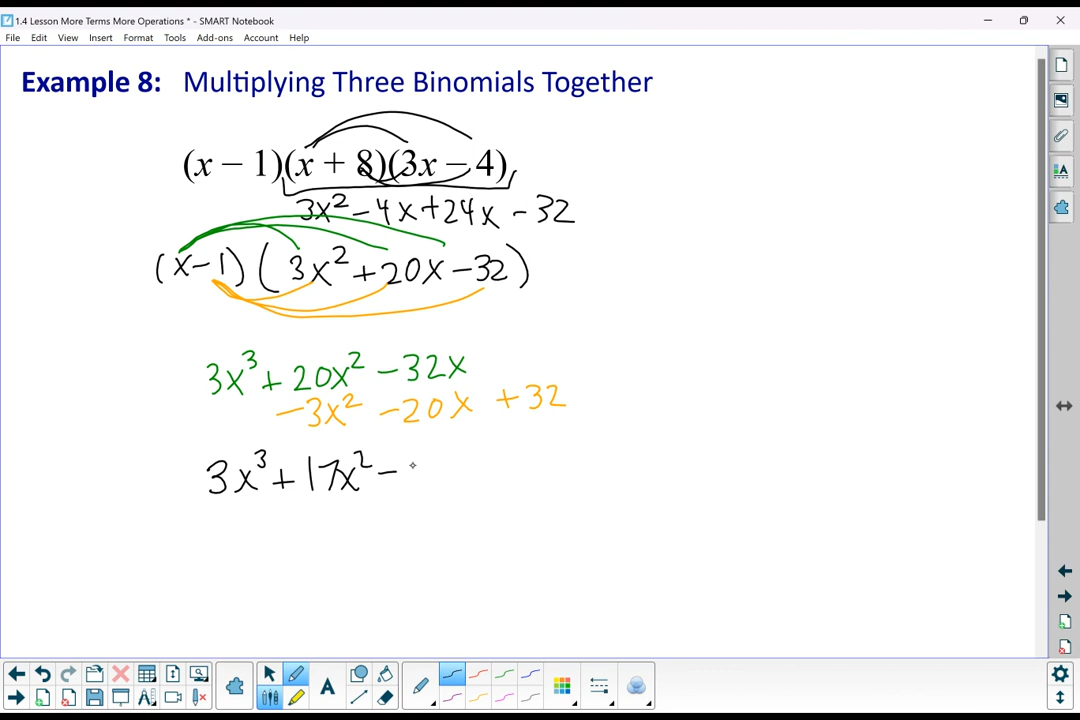 1.4 Lesson More Terms More Operations * - SMART Notebook
File Edit View Insert Format Tools Add-ons Account Help
Example 8: Multiplying Three Binomials Together
(x − 1)(x + 8)(3x − 4)
3x² − 4x + 24x − 32
(x − 1) (3x² + 20x − 32)
3x³ + 20x² − 32x
− 3x² − 20x + 32
3x³ + 17x² −